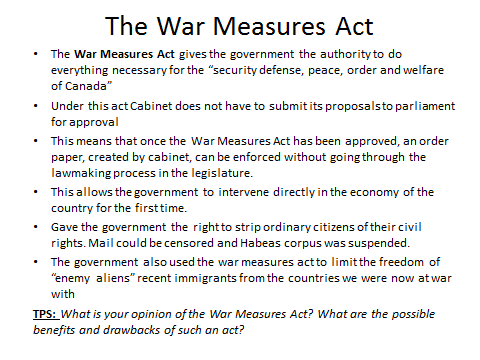 The War Measures Act
• The War Measures Act gives the government the authority to do
everything necessary for the “security defense, peace, order and welfare
of Canada”
• Under this act Cabinet does not have to submit its proposals to parliament
for approval
• This means that once the War Measures Act has been approved, an order
paper, created by cabinet, can be enforced without going through the
lawmaking process in the legislature.
• This allows the government to intervene directly in the economy of the
country for the first time.
• Gave the government the right to strip ordinary citizens of their civil
rights. Mail could be censored and Habeas corpus was suspended.
• The government also used the war measures act to limit the freedom of
“enemy aliens” recent immigrants from the countries we were now at war
with
TPS: What is your opinion of the War Measures Act? What are the possible
benefits and drawbacks of such an act?